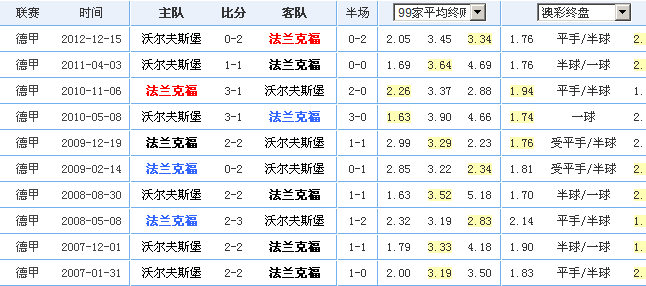 联赛 时间 主队 比分 客队 半场 99家平均终 澳彩终盘
德甲 2012-12-15 沃尔夫斯堡 0-2 法兰克福 0-2 2.05 3.45 3.34 1.76 平手/半球 2.
德甲 2011-04-03 沃尔夫斯堡 1-1 法兰克福 0-0 1.69 3.64 4.69 1.76 半球/一球 2.
德甲 2010-11-06 法兰克福 3-1 沃尔夫斯堡 2-0 2.26 3.37 2.88 1.94 平手/半球 1.
德甲 2010-05-08 沃尔夫斯堡 3-1 法兰克福 3-0 1.63 3.90 4.66 1.74 一球 2.
德甲 2009-12-19 法兰克福 2-2 沃尔夫斯堡 1-1 2.99 3.29 2.23 1.76 受平手/半球 2.
德甲 2009-02-14 法兰克福 0-2 沃尔夫斯堡 0-1 2.85 3.22 2.34 1.81 受平手/半球 2.
德甲 2008-08-30 沃尔夫斯堡 2-2 法兰克福 1-1 1.63 3.52 5.18 1.70 半球/一球 2.
德甲 2008-05-08 法兰克福 2-3 沃尔夫斯堡 1-2 2.32 3.19 2.83 2.14 平手/半球 1.
德甲 2007-12-01 沃尔夫斯堡 2-2 法兰克福 1-1 1.79 3.33 4.18 1.90 半球/一球 1.
德甲 2007-01-31 沃尔夫斯堡 2-2 法兰克福 1-0 2.00 3.19 3.50 1.83 平手/半球 2.